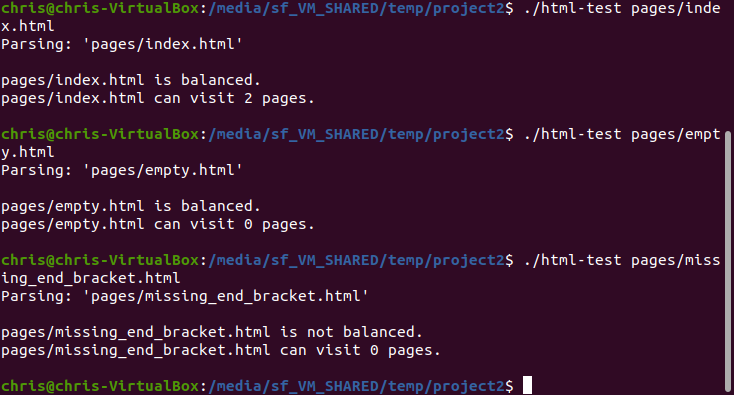 chris@chris-VirtualBox:/media/sf_VM_SHARED/temp/project2$ ./html-test pages/inde
x.html
Parsing: 'pages/index.html'
pages/index.html is balanced.
pages/index.html can visit 2 pages.
chris@chris-VirtualBox:/media/sf_VM_SHARED/temp/project2$ ./html-test pages/empt
y.html
Parsing: 'pages/empty.html'
pages/empty.html is balanced.
pages/empty.html can visit 0 pages.
chris@chris-VirtualBox:/media/sf_VM_SHARED/temp/project2$ ./html-test pages/miss
ing_end_bracket.html
Parsing: 'pages/missing_end_bracket.html'
pages/missing_end_bracket.html is not balanced.
pages/missing_end_bracket.html can visit 0 pages.
chris@chris-VirtualBox:/media/sf_VM_SHARED/temp/project2$